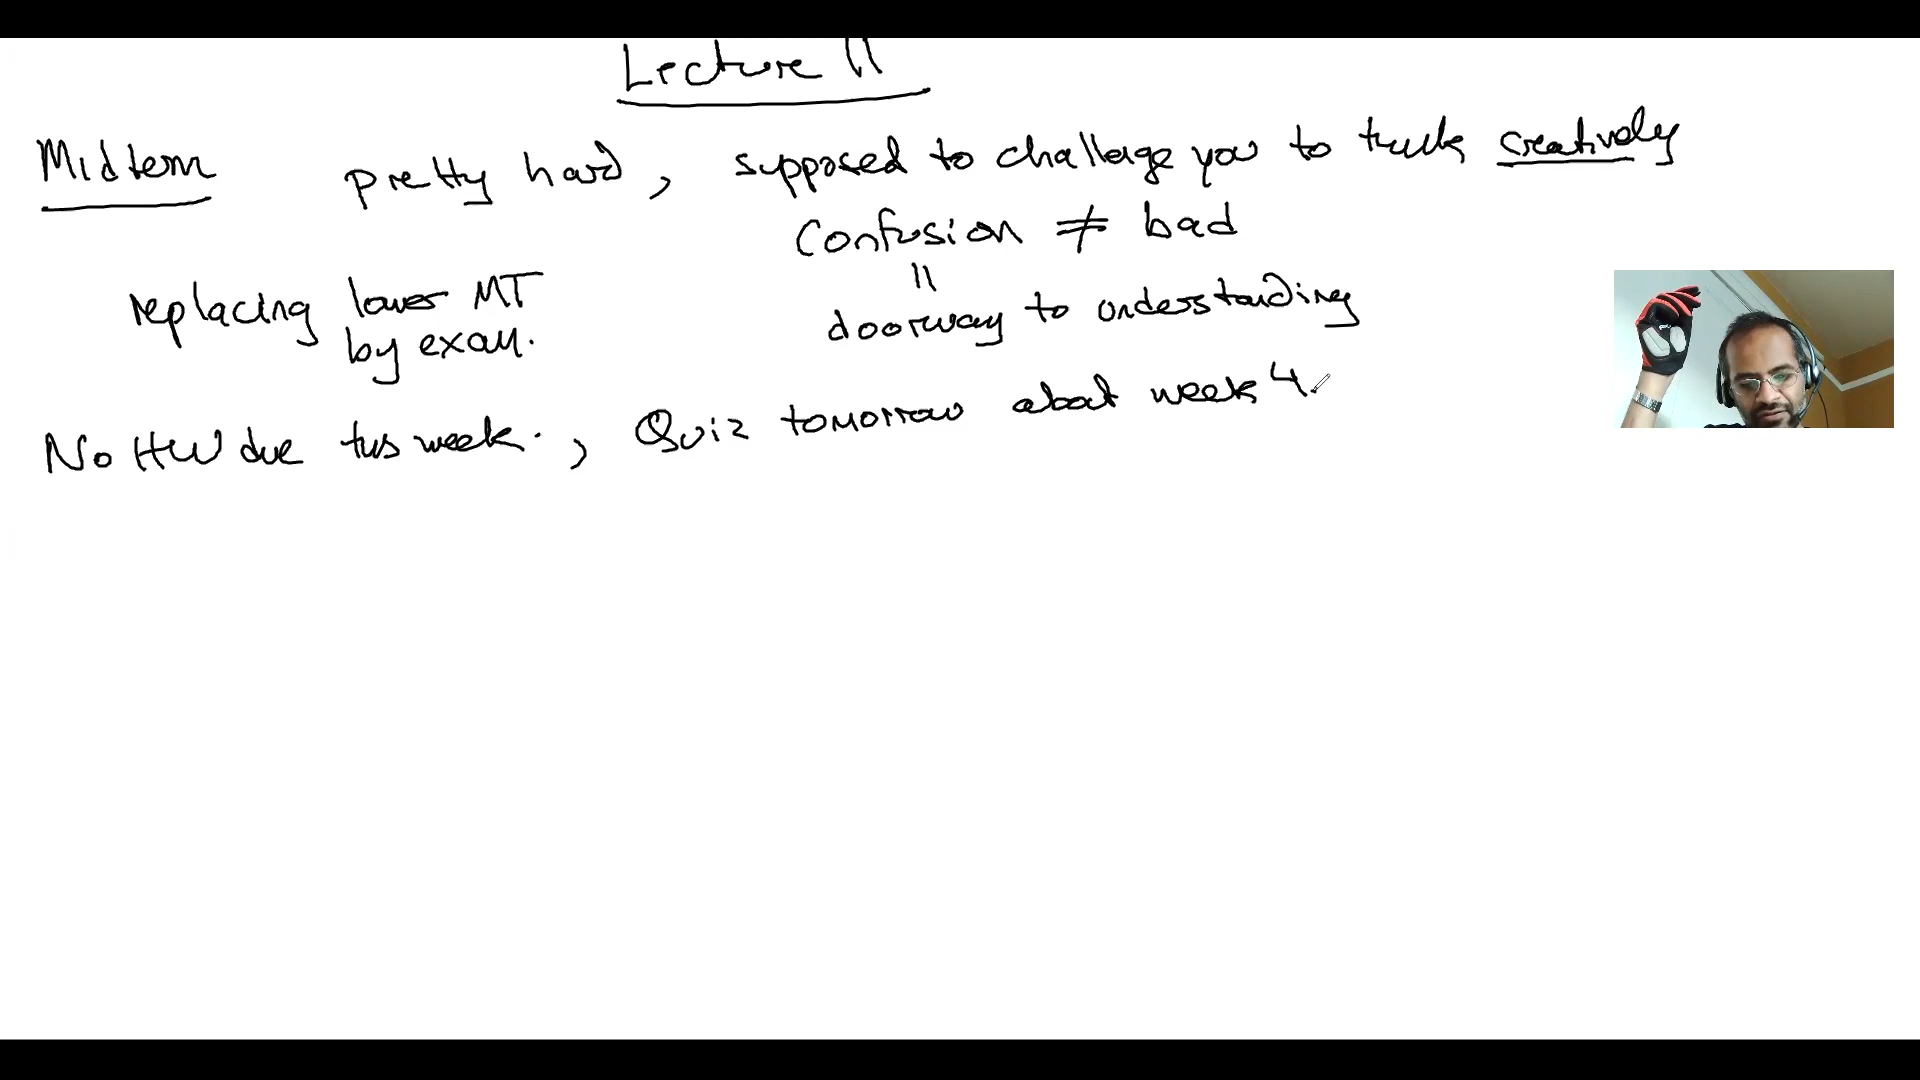 Lecture 11
Midterm pretty hard, supposed to challenge you to think creatively
Confusion ≠ bad
=
doorway to understanding
replacing lower MT
by exam.
No HW due this week., Quiz tomorrow about week 4.